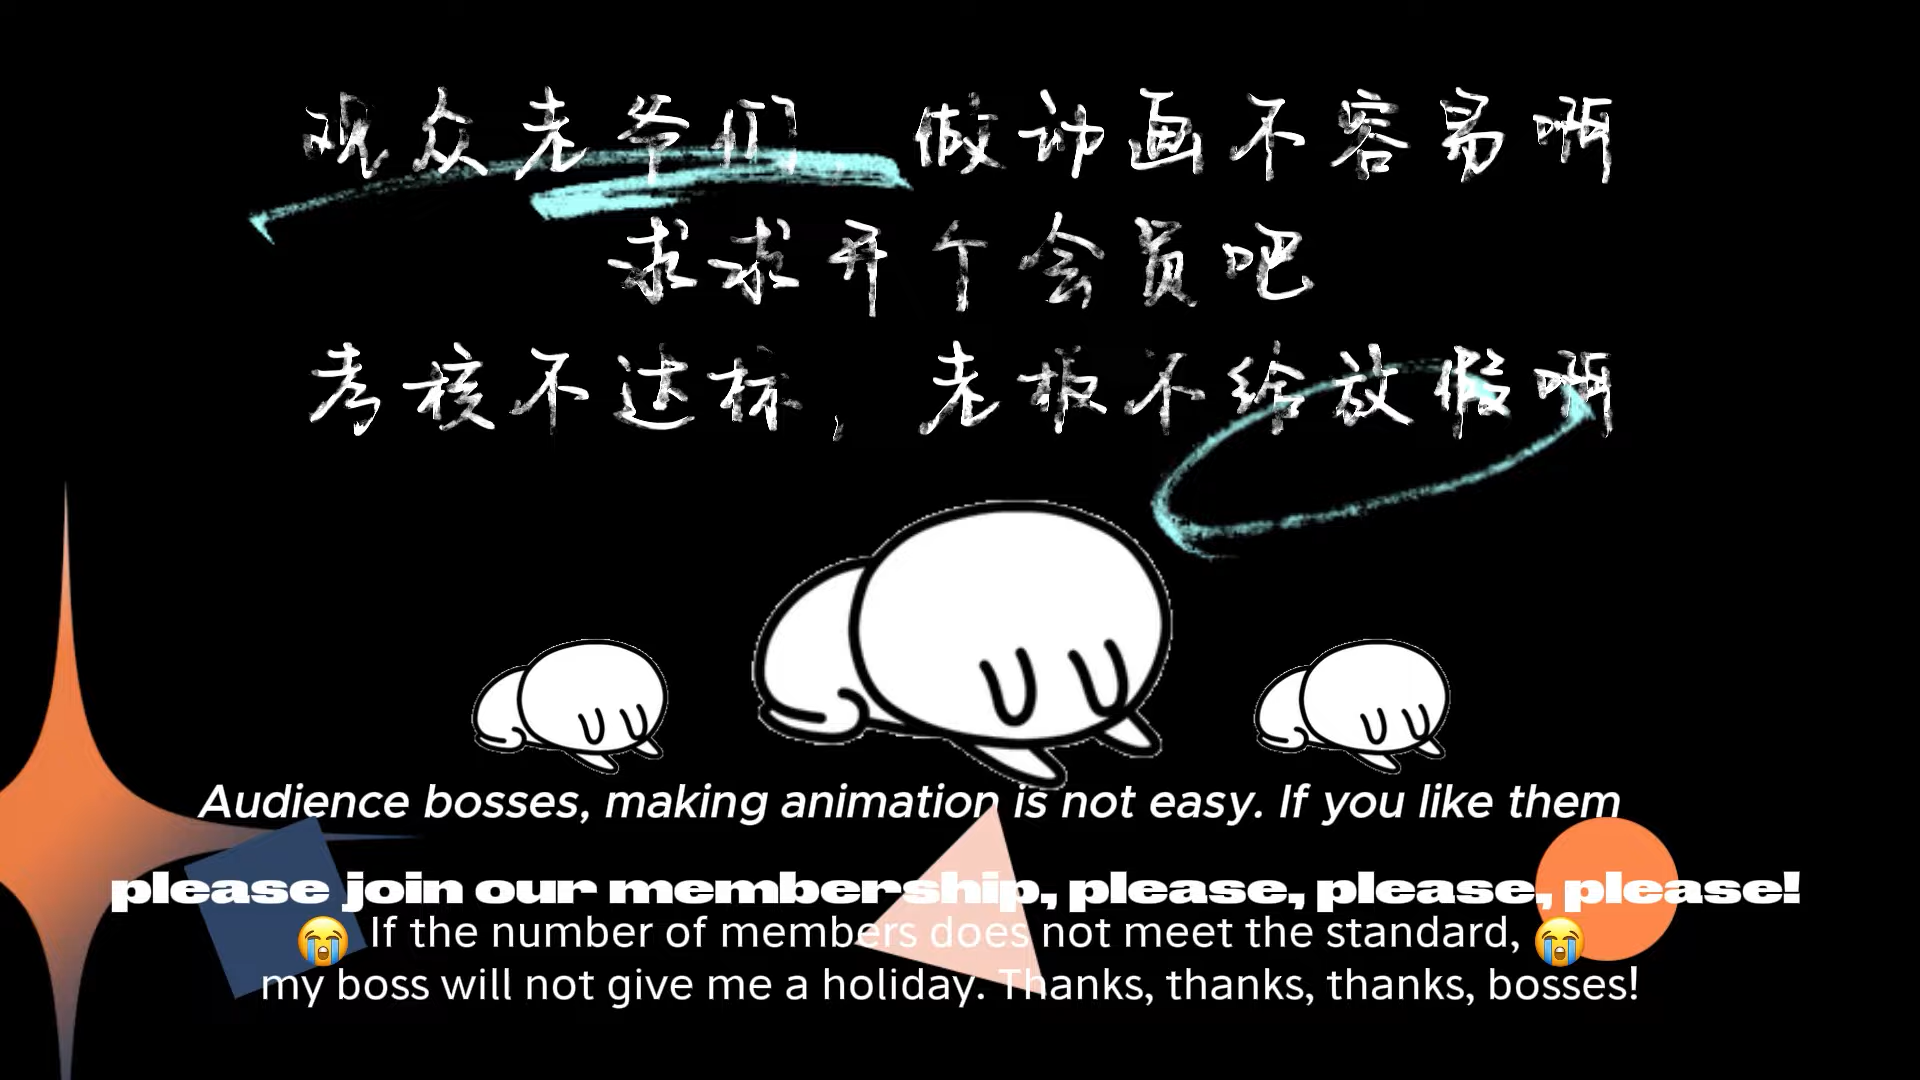 观众老爷们，做动画不容易啊
求求开个会员吧
考核不达标，老板不给放假啊
Audience bosses, making animation is not easy. If you like them
please join our membership, please, please, please!
😭 If the number of members does not meet the standard, 😭
my boss will not give me a holiday. Thanks, thanks, thanks, bosses!